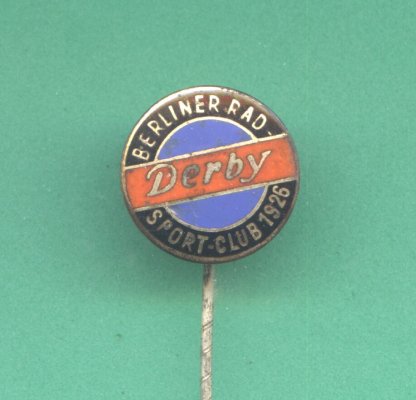 BERLINER RAD-
Derby
SPORT-CLUB 1926